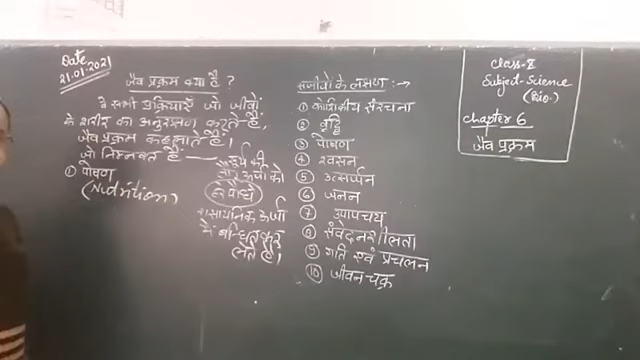 Date
21.01.2021
जैव प्रक्रम क्या है ?
वे सभी प्रक्रियाएँ जो जीवों
के शरीर का अनुरक्षण करते हैं,
जैव प्रक्रम कहलाते हैं।
जो निम्नवत हैं —
① पोषण
(Nutrition)
सूर्य की
ऊर्जा को
हरे पौधे
रासायनिक ऊर्जा
में बन्धित कर
लेते हैं।
सजीवों के लक्षण :→
① कोशिकीय संरचना
② वृद्धि
③ पोषण
④ श्वसन
⑤ उत्सर्जन
⑥ जनन
⑦ उपापचय
⑧ संवेदनशीलता
⑨ गति एवं प्रचलन
⑩ जीवन चक्र
Class-X
Subject-Science
(Bio.)
Chapter 6
जैव प्रक्रम